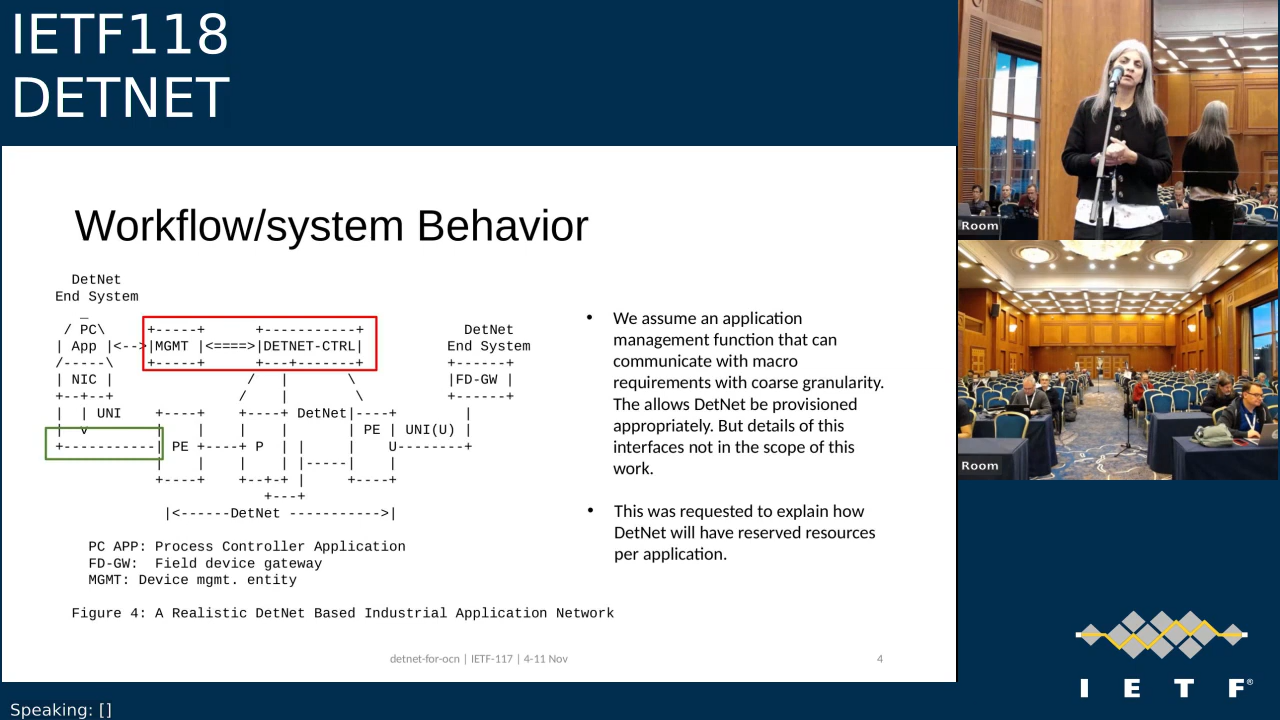 IETF118
DETNET
Workflow/system Behavior
  DetNet
End System
   _
 / PC\    +-----+      +-----------+            DetNet
| App |<-->|MGMT |<====>|DETNET-CTRL|          End System
/-----\    +-----+      +---+-------+          +------+
| NIC |                /   |       \           |FD-GW |
+--+--+               /    |        \          +------+
|  | UNI    +----+    +----+ DetNet|----+        |
|  v        |    |    |    |       | PE | UNI(U) |
+-----------| PE +----+ P  | |     |    U--------+
            |    |    |    | |-----|    |
            +----+    +--+-+ |     +----+
                         +---+
             |<------DetNet ----------->|
PC APP: Process Controller Application
FD-GW:  Field device gateway
MGMT: Device mgmt. entity
Figure 4: A Realistic DetNet Based Industrial Application Network
• We assume an application
management function that can
communicate with macro
requirements with coarse granularity.
The allows DetNet be provisioned
appropriately. But details of this
interfaces not in the scope of this
work.
• This was requested to explain how
DetNet will have reserved resources
per application.
detnet-for-ocn | IETF-117 | 4-11 Nov
4
Room
Room
I E T F®
Speaking: []